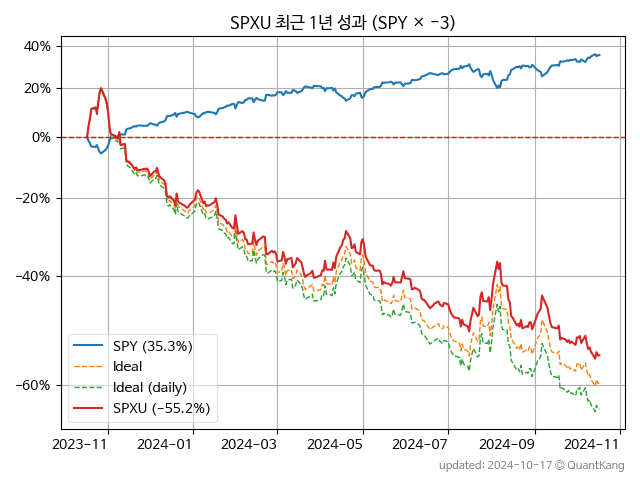 SPXU 최근 1년 성과 (SPY × −3)
40%
20%
0%
−20%
−40%
−60%
SPY (35.3%)
Ideal
Ideal (daily)
SPXU (−55.2%)
2023−11
2024−01
2024−03
2024−05
2024−07
2024−09
2024−11
updated: 2024-10-17 © QuantKang